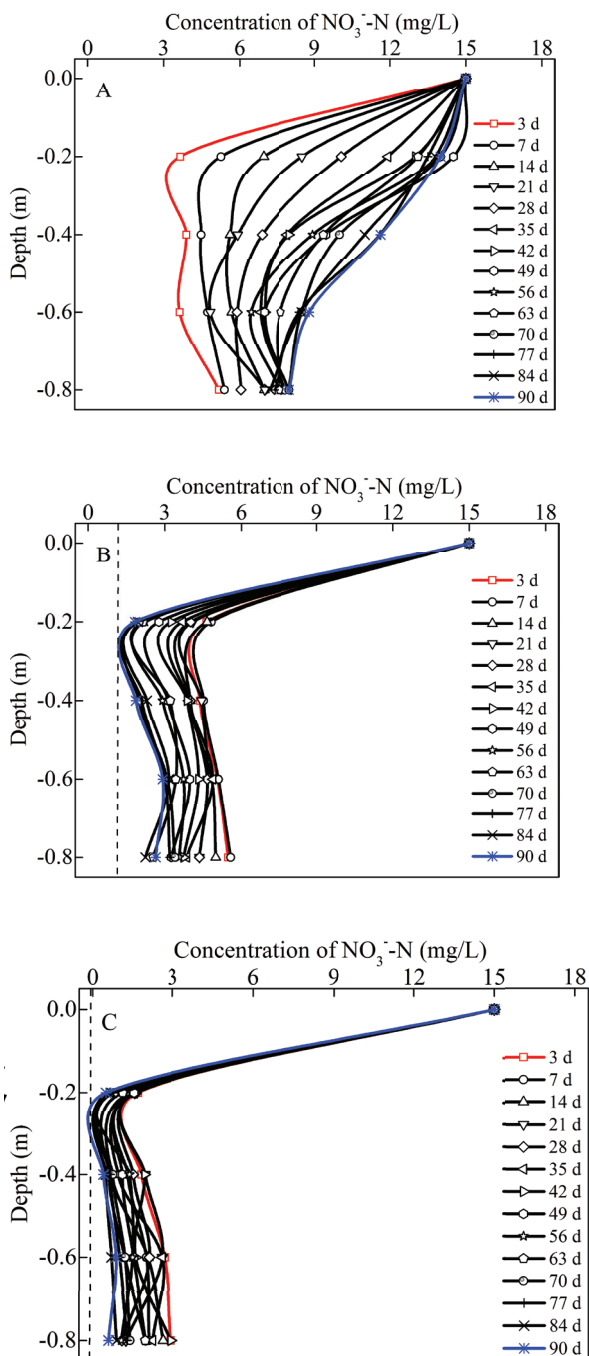 Concentration of NO3⁻-N (mg/L)
0 3 6 9 12 15 18
A
0.0
-0.2
-0.4
-0.6
-0.8
Depth (m)
3 d
7 d
14 d
21 d
28 d
35 d
42 d
49 d
56 d
63 d
70 d
77 d
84 d
90 d
Concentration of NO3⁻-N (mg/L)
0 3 6 9 12 15 18
B
0.0
-0.2
-0.4
-0.6
-0.8
Depth (m)
3 d
7 d
14 d
21 d
28 d
35 d
42 d
49 d
56 d
63 d
70 d
77 d
84 d
90 d
Concentration of NO3⁻-N (mg/L)
0 3 6 9 12 15 18
C
0.0
-0.2
-0.4
-0.6
-0.8
Depth (m)
3 d
7 d
14 d
21 d
28 d
35 d
42 d
49 d
56 d
63 d
70 d
77 d
84 d
90 d